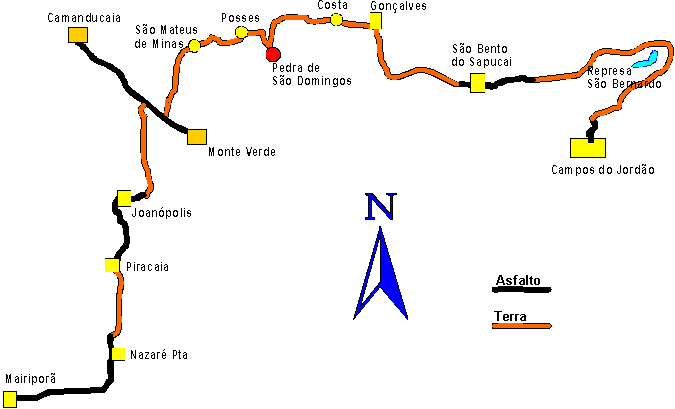 Camanducaia
São Mateus
de Minas
Posses
Costa
Gonçalves
Pedra de
São Domingos
São Bento
do Sapucai
Represa
São Bernardo
Campos do Jordão
Monte Verde
Joanópolis
Piracaia
Nazaré Pta
Mairiporã
N
Asfalto
Terra